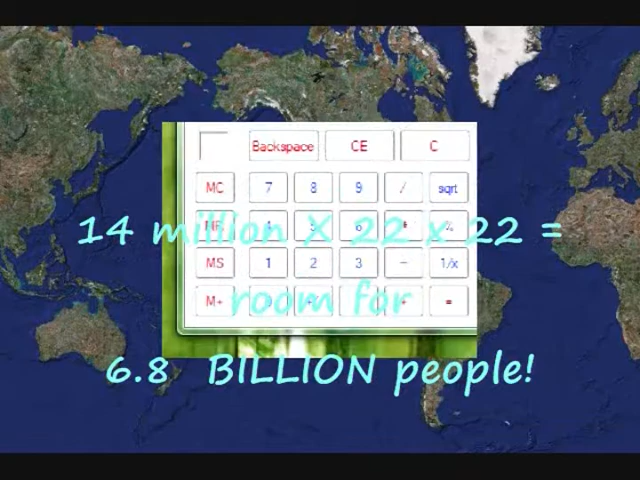 Backspace CE C
MC 7 8 9 / sqrt
14 million X 22 x 22 =
MS 1 2 3 - 1/x
room for
M+ =
6.8 BILLION people!